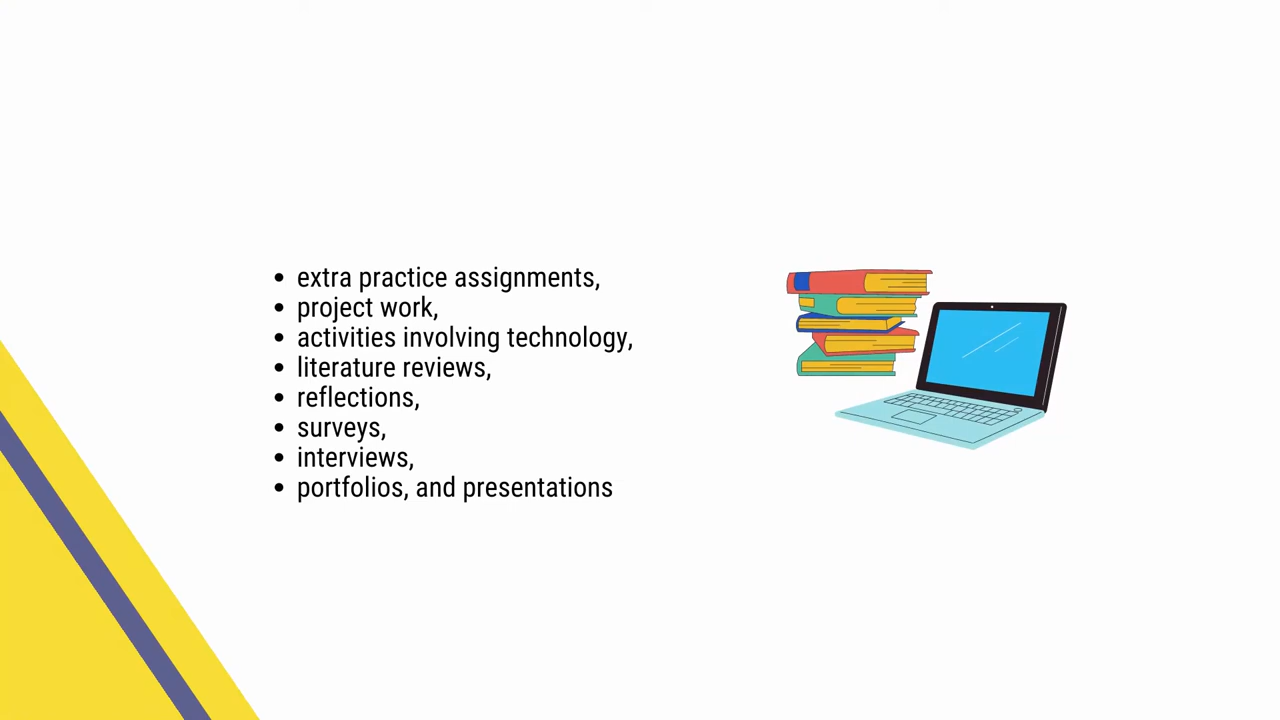 • extra practice assignments,
• project work,
• activities involving technology,
• literature reviews,
• reflections,
• surveys,
• interviews,
• portfolios, and presentations